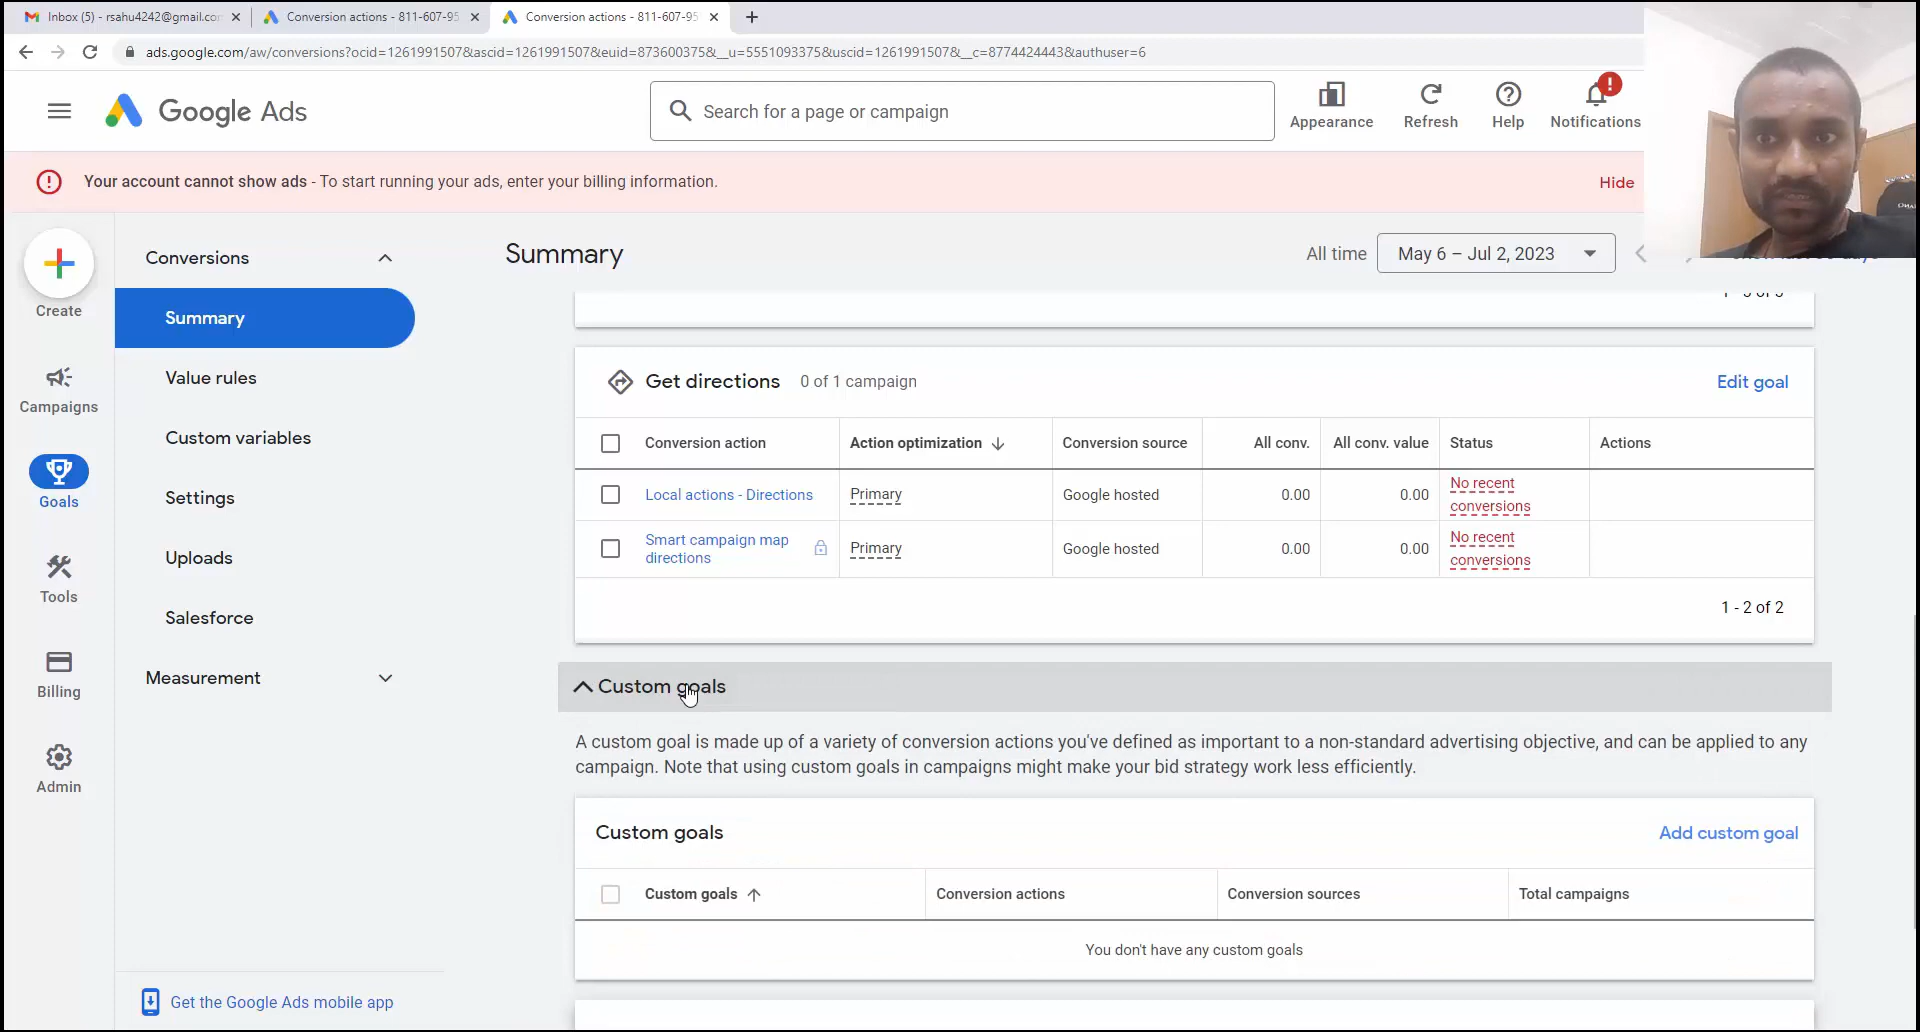 Inbox (5) - rsahu4242@gmail.co
Conversion actions - 811-607-95
Conversion actions - 811-607-95
ads.google.com/aw/conversions?ocid=1261991507&ascid=1261991507&euid=873600375&__u=5551093375&uscid=1261991507&__c=8774424443&authuser=6
Google Ads
Search for a page or campaign
Appearance
Refresh
Help
Notifications
Your account cannot show ads - To start running your ads, enter your billing information.
Hide
Create
Campaigns
Goals
Tools
Billing
Admin
Conversions
Summary
Value rules
Custom variables
Settings
Uploads
Salesforce
Measurement
Get the Google Ads mobile app
Summary
All time
May 6 – Jul 2, 2023
Get directions 0 of 1 campaign
Edit goal
Conversion action
Action optimization
Conversion source
All conv.
All conv. value
Status
Actions
Local actions - Directions
Primary
Google hosted
0.00
0.00
No recent
conversions
Smart campaign map
directions
Primary
Google hosted
0.00
0.00
No recent
conversions
1 - 2 of 2
Custom goals
A custom goal is made up of a variety of conversion actions you've defined as important to a non-standard advertising objective, and can be applied to any
campaign. Note that using custom goals in campaigns might make your bid strategy work less efficiently.
Custom goals
Add custom goal
Custom goals
Conversion actions
Conversion sources
Total campaigns
You don't have any custom goals